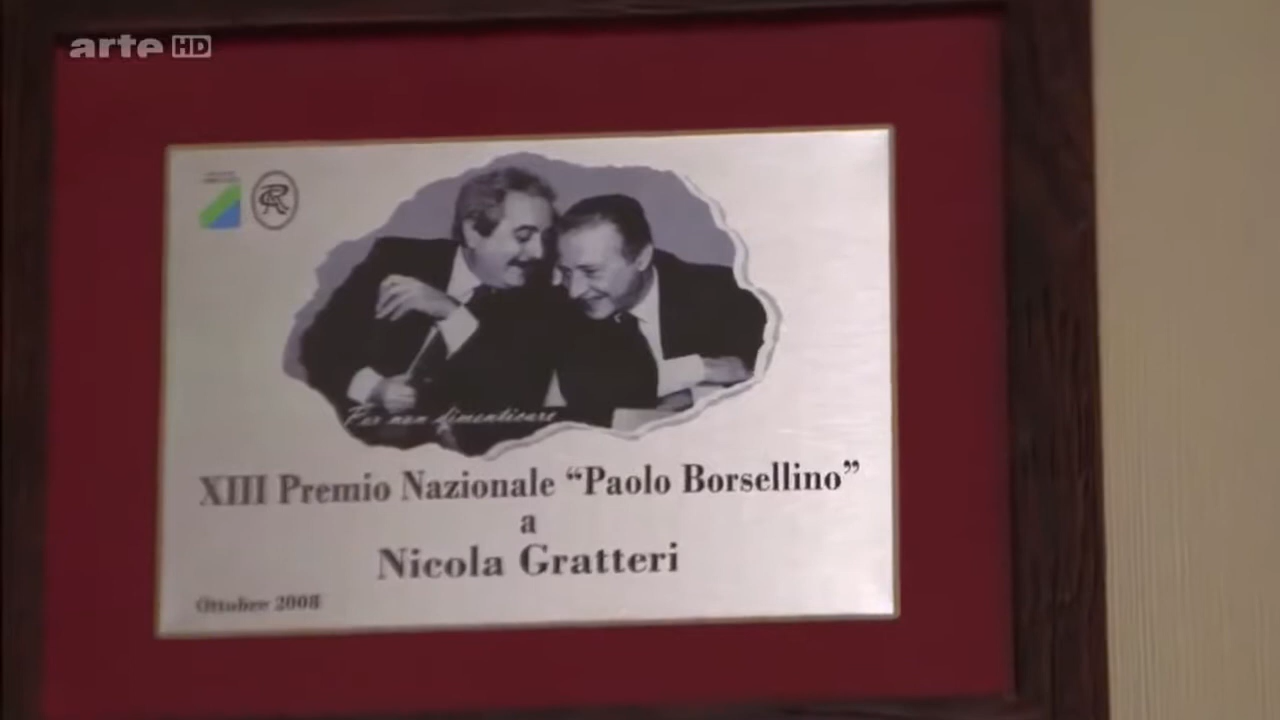 arte HD
Per non dimenticare
XIII Premio Nazionale “Paolo Borsellino”
a
Nicola Gratteri
Ottobre 2008